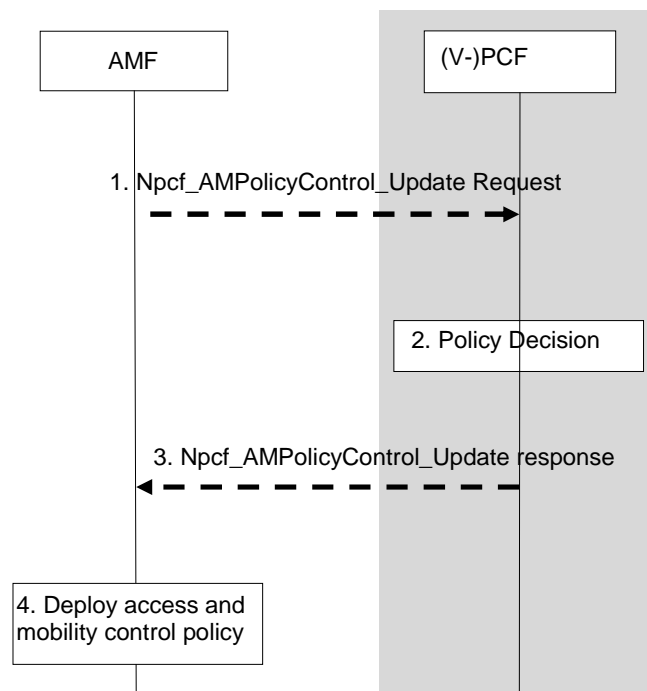 AMF
(V-)PCF
1. Npcf_AMPolicyControl_Update Request
2. Policy Decision
3. Npcf_AMPolicyControl_Update response
4. Deploy access and
mobility control policy